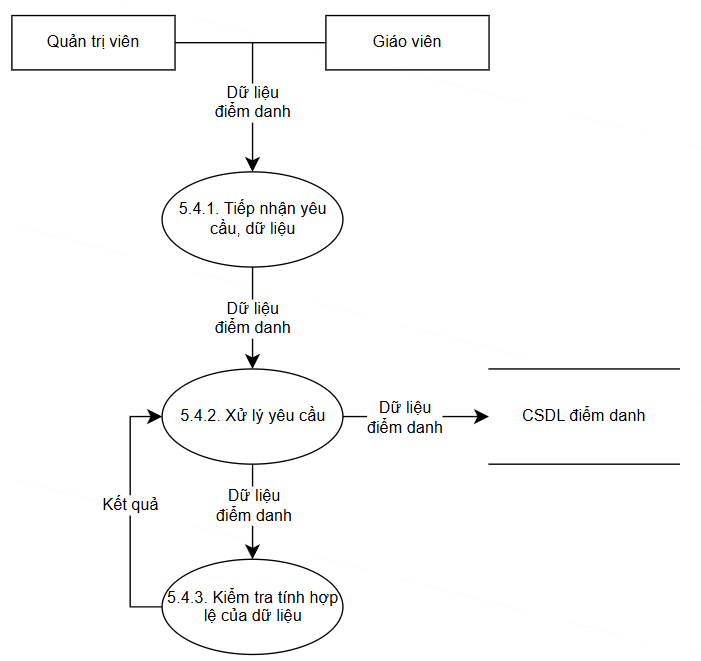 Quản trị viên
Giáo viên
Dữ liệu
điểm danh
5.4.1. Tiếp nhận yêu
cầu, dữ liệu
Dữ liệu
điểm danh
5.4.2. Xử lý yêu cầu
Dữ liệu
điểm danh
CSDL điểm danh
Kết quả
Dữ liệu
điểm danh
5.4.3. Kiểm tra tính hợp
lệ của dữ liệu